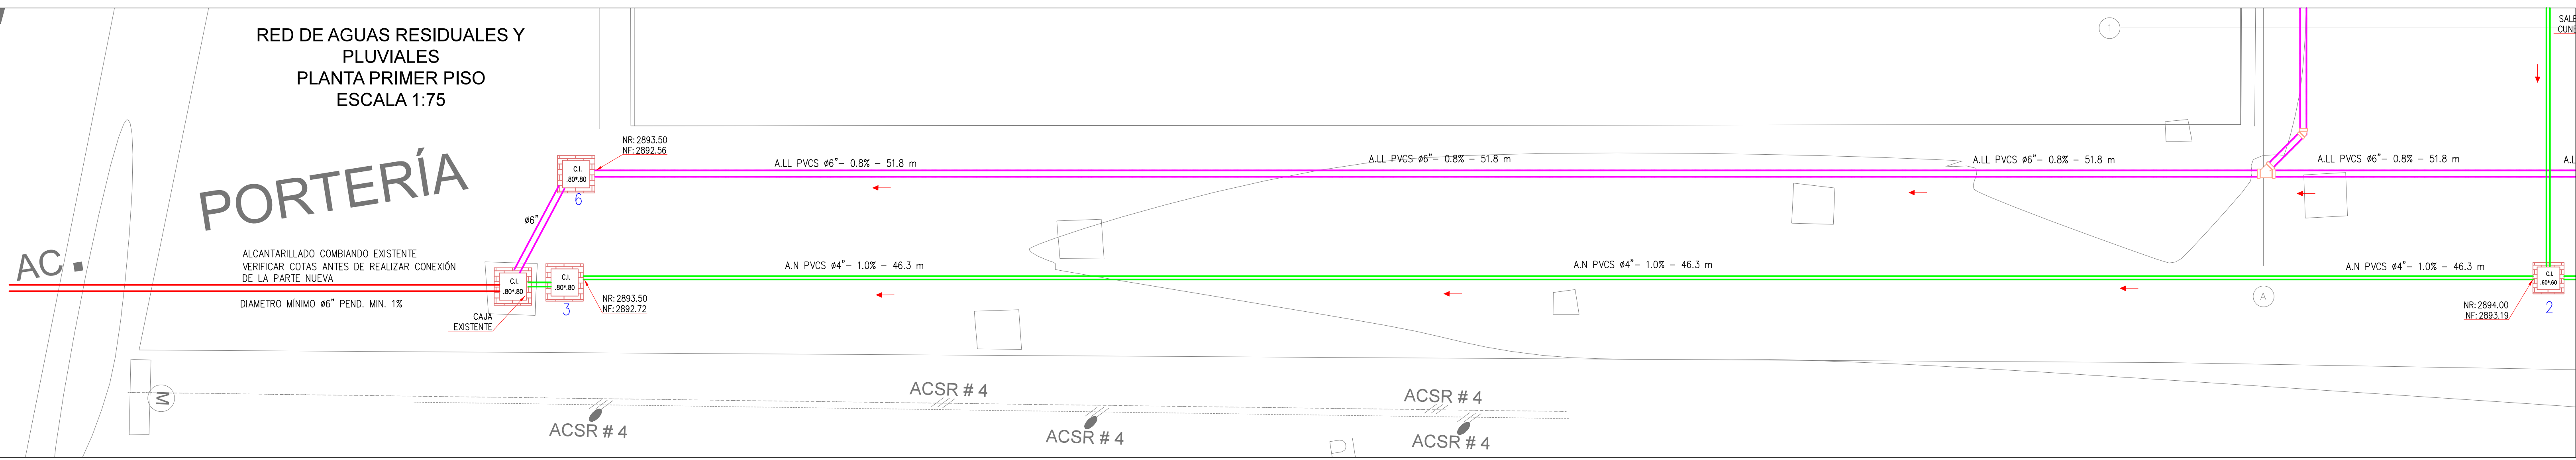 RED DE AGUAS RESIDUALES Y
PLUVIALES
PLANTA PRIMER PISO
ESCALA 1:75
1
SALE
CUNE
NR: 2893.50
NF: 2892.56
A.LL PVCS ø6"- 0.8% - 51.8 m
A.LL PVCS ø6"- 0.8% - 51.8 m
A.LL PVCS ø6"- 0.8% - 51.8 m
A.LL PVCS ø6"- 0.8% - 51.8 m
A.L
C.I.
.80*.80
6
PORTERÍA
ø6"
AC.
ALCANTARILLADO COMBIANDO EXISTENTE
VERIFICAR COTAS ANTES DE REALIZAR CONEXIÓN
DE LA PARTE NUEVA
DIAMETRO MÍNIMO ø6" PEND. MIN. 1%
C.I.
.80*.80
C.I.
.80*.80
3
CAJA
EXISTENTE
NR: 2893.50
NF: 2892.72
A.N PVCS ø4"- 1.0% - 46.3 m
A.N PVCS ø4"- 1.0% - 46.3 m
A.N PVCS ø4"- 1.0% - 46.3 m
A
C.I.
.60*.60
2
NR: 2894.00
NF: 2893.19
M
ACSR # 4
ACSR # 4
ACSR # 4
ACSR # 4
ACSR # 4